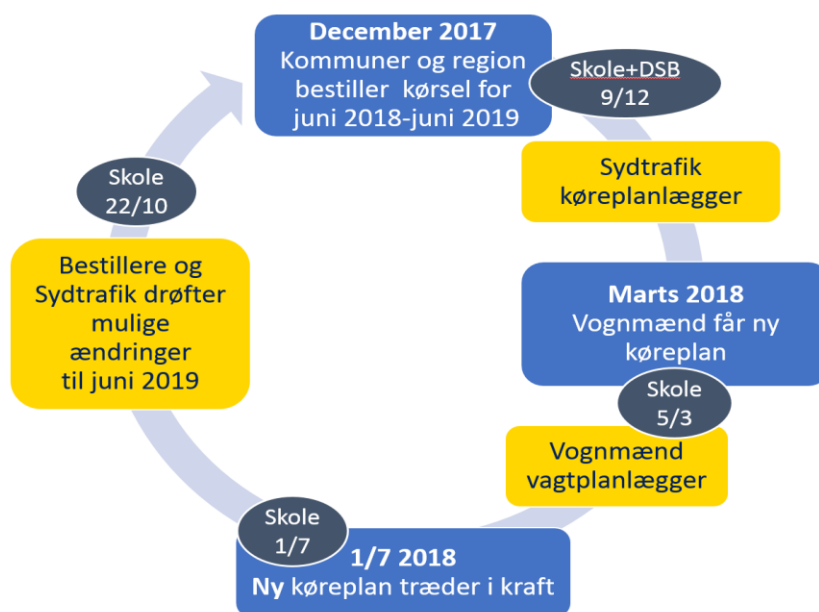 December 2017
Kommuner og region
bestiller kørsel for
juni 2018-juni 2019
Skole+DSB
9/12
Sydtrafik
køreplanlægger
Marts 2018
Vognmænd får ny
køreplan
Skole
5/3
Vognmænd
vagtplanlægger
Skole
1/7
1/7 2018
Ny køreplan træder i kraft
Bestillere og
Sydtrafik drøfter
mulige
ændringer
til juni 2019
Skole
22/10